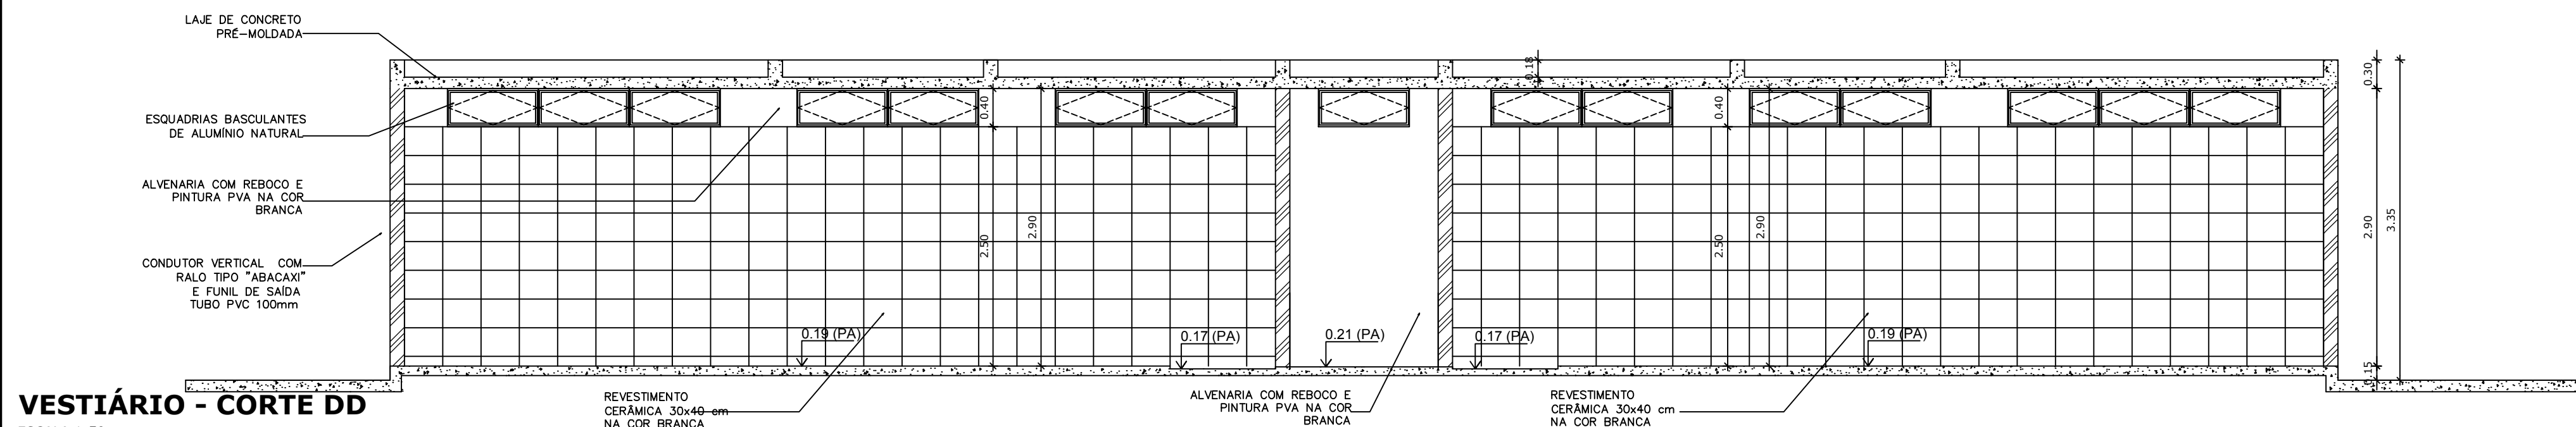 LAJE DE CONCRETO
PRÉ-MOLDADA
ESQUADRIAS BASCULANTES
DE ALUMÍNIO NATURAL
ALVENARIA COM REBOCO E
PINTURA PVA NA COR
BRANCA
CONDUTOR VERTICAL COM
RALO TIPO "ABACAXI"
E FUNIL DE SAÍDA
TUBO PVC 100mm
0.40
2.50
2.90
0.19 (PA)
0.17 (PA)
0.21 (PA)
0.17 (PA)
0.18
0.40
2.50
2.90
0.19 (PA)
0.30
2.90
3.35
0.15
REVESTIMENTO
CERÂMICA 30x40 cm
NA COR BRANCA
ALVENARIA COM REBOCO E
PINTURA PVA NA COR
BRANCA
REVESTIMENTO
CERÂMICA 30x40 cm
NA COR BRANCA
VESTIÁRIO - CORTE DD